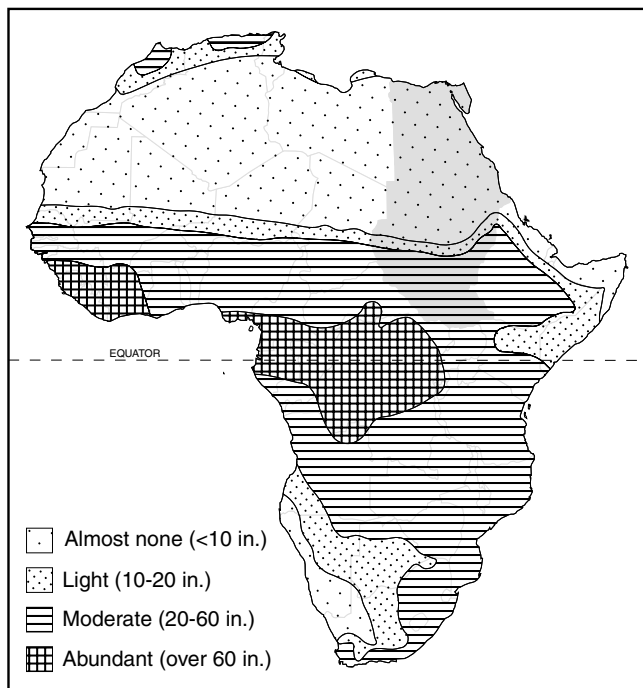 EQUATOR
Almost none (<10 in.)
Light (10-20 in.)
Moderate (20-60 in.)
Abundant (over 60 in.)